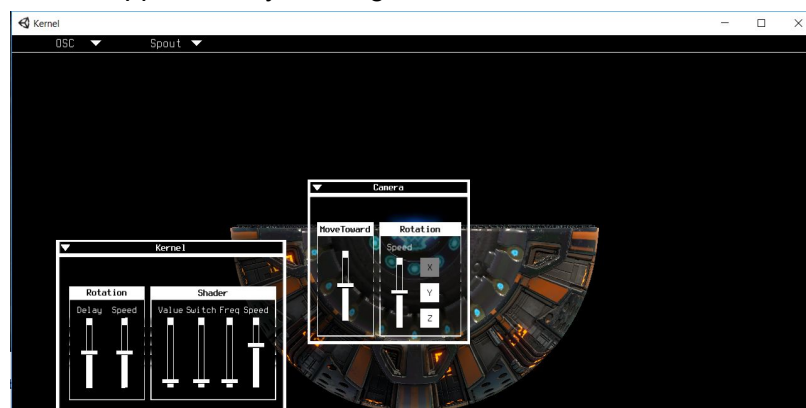 Kernel
OSC Spout
Camera
MoveToward Rotation
Speed
X
Y
Z
Kernel
Rotation Shader
Delay Speed Value Switch Freq Speed